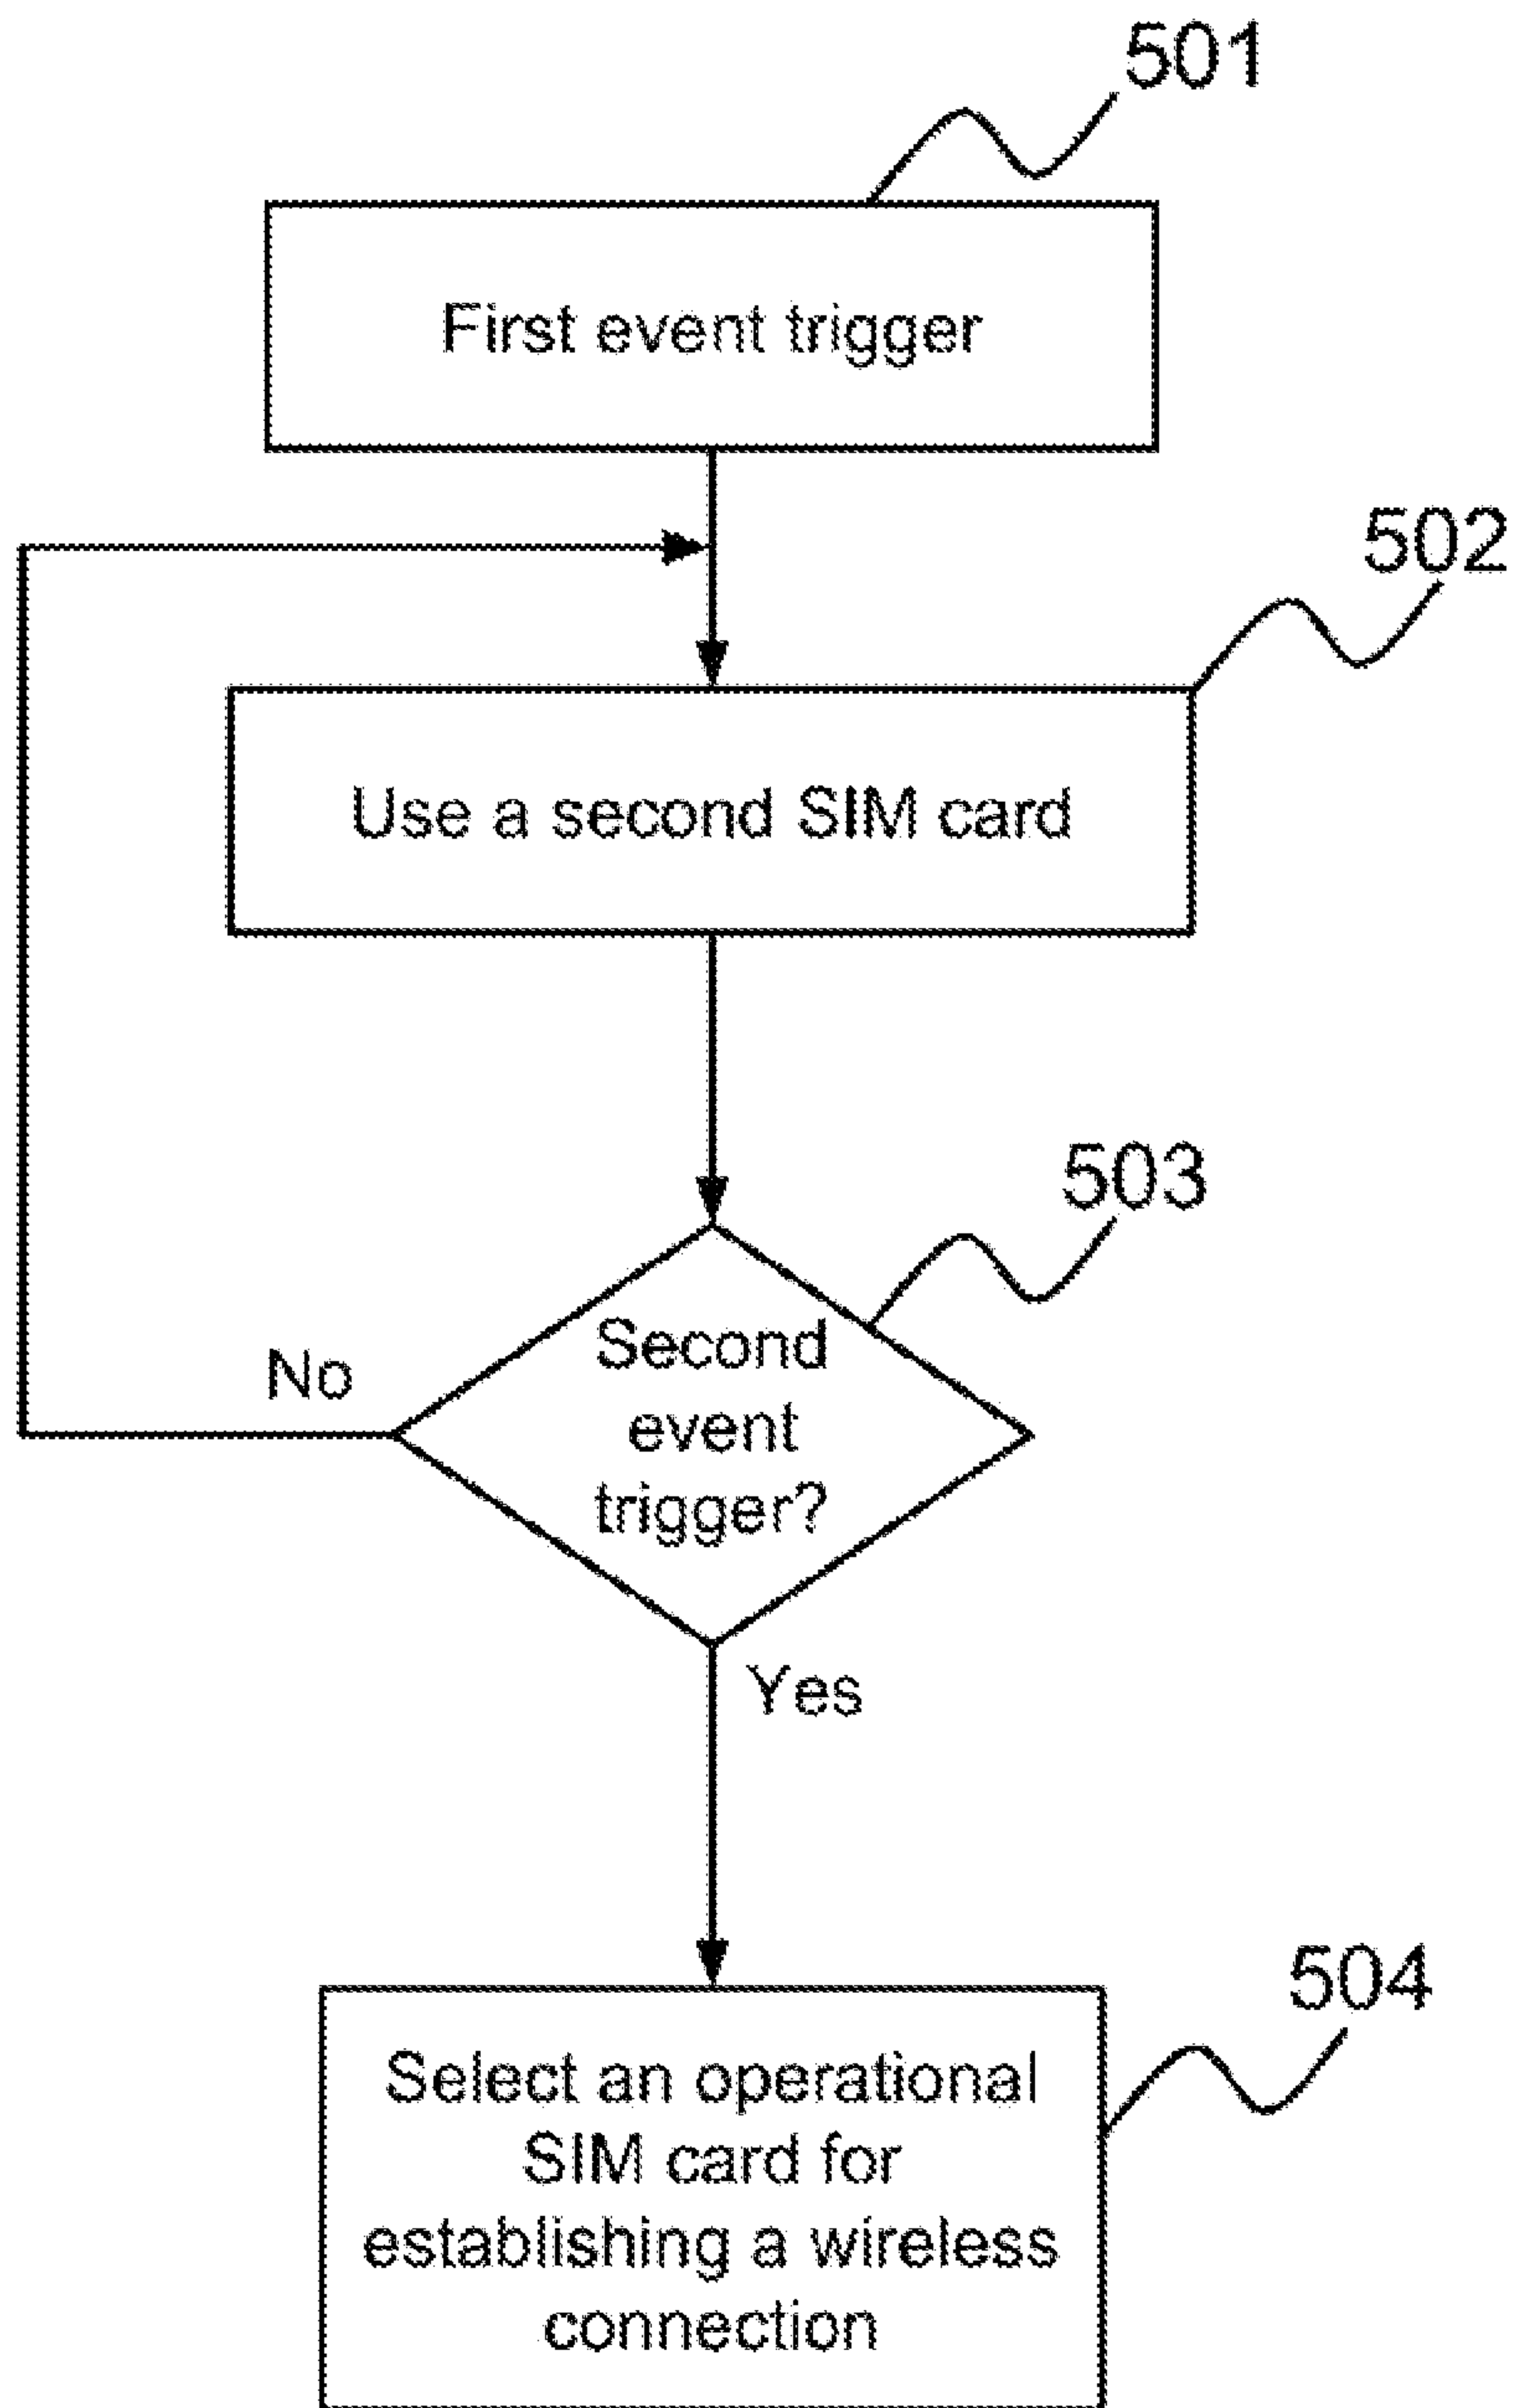 501
First event trigger
502
Use a second SIM card
503
Second
event
trigger?
No
Yes
504
Select an operational
SIM card for
establishing a wireless
connection